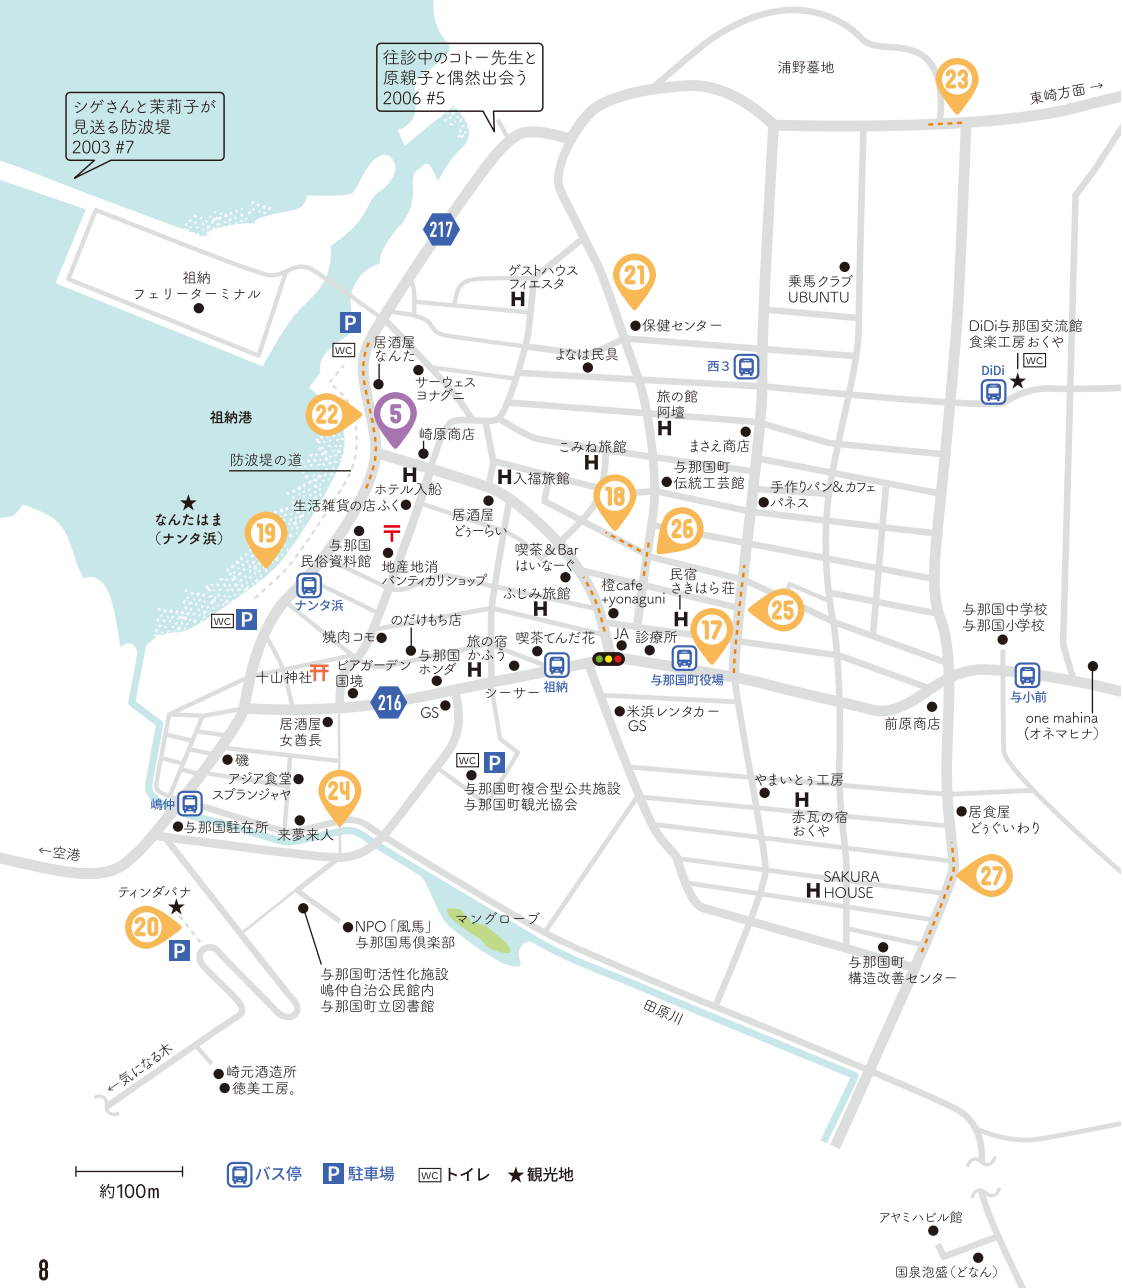 往診中のコトー先生と
原親子と偶然出会う
2006 #5
シゲさんと茉莉子が
見送る防波堤
2003 #7
浦野墓地
23
東崎方面→
217
祖納
フェリーターミナル
ゲストハウス
フィエスタ
H
21
保健センター
乗馬クラブ
UBUNTU
DiDi与那国交流館
食楽工房おくや
WC
DiDi
P
WC
居酒屋
なんた
サーウェス
ヨナグニ
よなは民具
西3
旅の館
阿壇
H
まさえ商店
祖納港
22
5
崎原商店
こみね旅館
H
防波堤の道
H
ホテル入船
H入福旅館
与那国町
伝統工芸館
手作りパン&カフェ
パネス
18
26
なんたはま
(ナンタ浜)
19
生活雑貨の店ふく
居酒屋
どぅーらい
与那国
民俗資料館
〒
地産地消
バンティカリショップ
喫茶&Bar
はいなーぐ
ふじみ旅館
H
橙cafe
+yonaguni
民宿
さきはら荘
H
25
17
ナンタ浜
WC
P
のだけもち店
焼肉コモ
JA
診療所
与那国町役場
与那国中学校
与那国小学校
与小前
十山神社
ビアガーデン
国境
与那国
ホンダ
旅の宿
かふう
H
喫茶てんだ花
祖納
シーサー
216
GS
米浜レンタカー
GS
前原商店
one mahina
(オネマヒナ)
居酒屋
女酋長
磯
アジア食堂
スブランジャヤ
24
WC
P
与那国町複合型公共施設
与那国町観光協会
やまいとぅ工房
H
赤瓦の宿
おくや
嶋仲
与那国駐在所
来夢来人
居食屋
どぅぐいわり
←空港
SAKURA
H HOUSE
27
ティンダバナ
20
P
NPO「風馬」
与那国馬倶楽部
マングローブ
与那国町
構造改善センター
与那国町活性化施設
嶋仲自治公民館内
与那国町立図書館
田原川
←気になる木
崎元酒造所
徳美工房。
約100m
バス停
P 駐車場
WC トイレ
★観光地
アヤミハビル館
国泉泡盛(どなん)
8